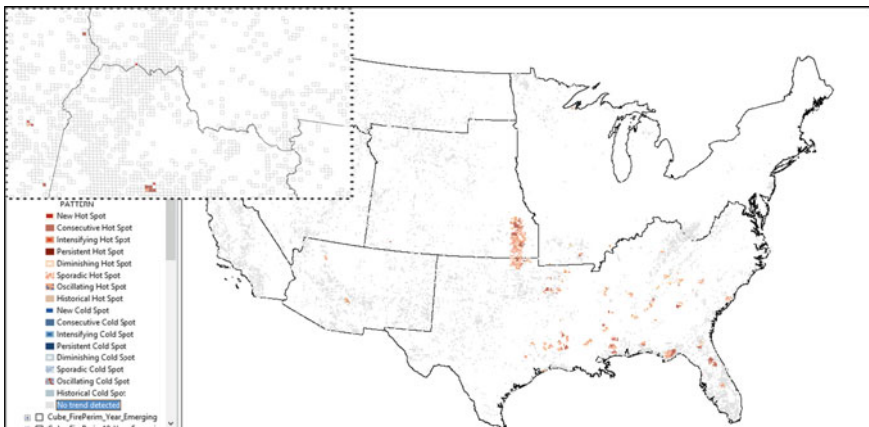 PATTERN
New Hot Spot
Consecutive Hot Spot
Intensifying Hot Spot
Persistent Hot Spot
Diminishing Hot Spot
Sporadic Hot Spot
Oscillating Hot Spot
Historical Hot Spot
New Cold Spot
Consecutive Cold Spot
Intensifying Cold Spot
Persistent Cold Spot
Diminishing Cold Spot
Sporadic Cold Spot
Oscillating Cold Spot
Historical Cold Spot
No trend detected
Cube_FirePerim_Year_Emerging